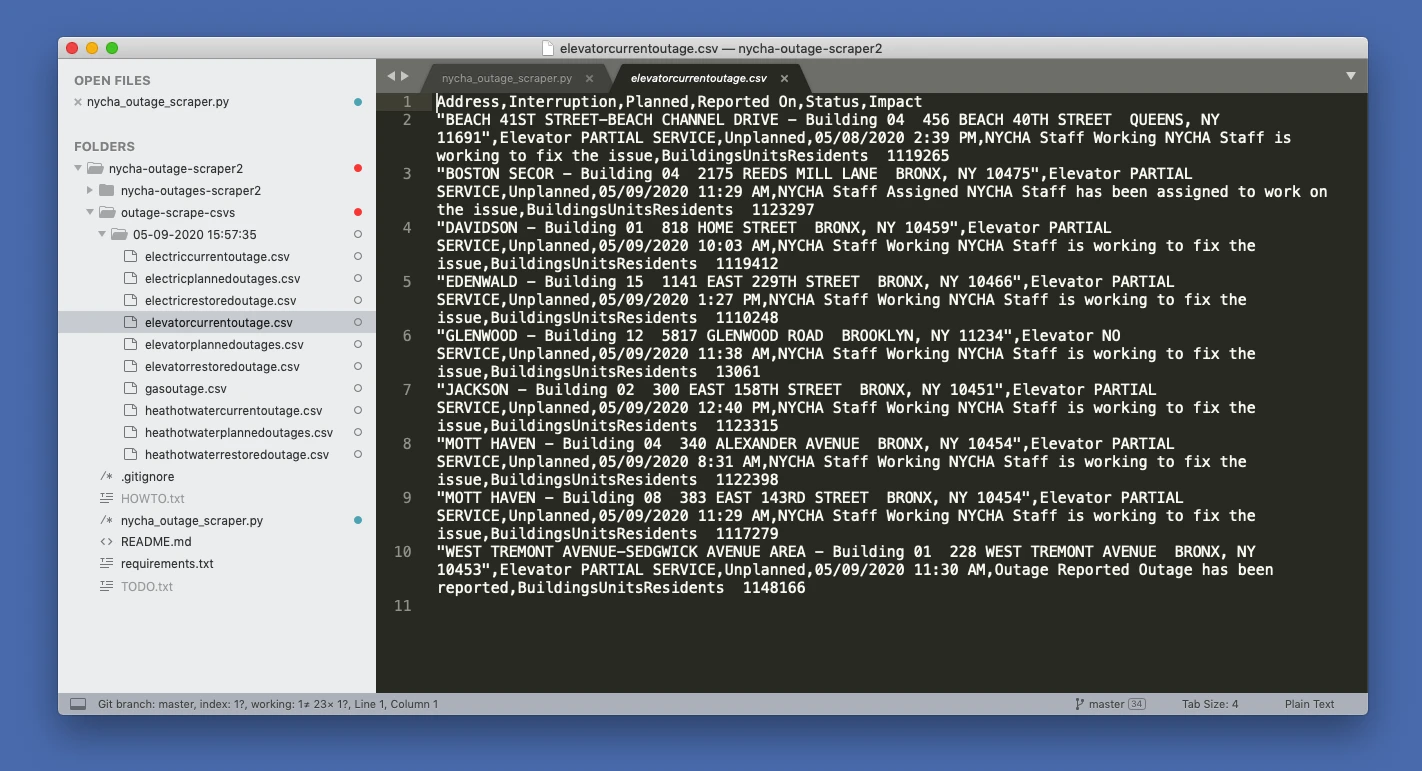 elevatorcurrentoutage.csv — nycha-outage-scraper2
OPEN FILES
nycha_outage_scraper.py
FOLDERS
nycha-outage-scraper2
nycha-outages-scraper2
outage-scrape-csvs
05-09-2020 15:57:35
electriccurrentoutage.csv
electricplannedoutages.csv
electricrestoredoutage.csv
elevatorcurrentoutage.csv
elevatorplannedoutages.csv
elevatorrestoredoutage.csv
gasoutage.csv
heathotwatercurrentoutage.csv
heathotwaterplannedoutages.csv
heathotwaterrestoredoutage.csv
/* .gitignore
HOWTO.txt
/* nycha_outage_scraper.py
<> README.md
requirements.txt
TODO.txt
nycha_outage_scraper.py × elevatorcurrentoutage.csv ×
1 Address,Interruption,Planned,Reported On,Status,Impact
2 "BEACH 41ST STREET-BEACH CHANNEL DRIVE - Building 04  456 BEACH 40TH STREET  QUEENS, NY
11691",Elevator PARTIAL SERVICE,Unplanned,05/08/2020 2:39 PM,NYCHA Staff Working NYCHA Staff is
working to fix the issue,BuildingsUnitsResidents  1119265
3 "BOSTON SECOR - Building 04  2175 REEDS MILL LANE  BRONX, NY 10475",Elevator PARTIAL
SERVICE,Unplanned,05/09/2020 11:29 AM,NYCHA Staff Assigned NYCHA Staff has been assigned to work on
the issue,BuildingsUnitsResidents  1123297
4 "DAVIDSON - Building 01  818 HOME STREET  BRONX, NY 10459",Elevator PARTIAL
SERVICE,Unplanned,05/09/2020 10:03 AM,NYCHA Staff Working NYCHA Staff is working to fix the
issue,BuildingsUnitsResidents  1119412
5 "EDENWALD - Building 15  1141 EAST 229TH STREET  BRONX, NY 10466",Elevator PARTIAL
SERVICE,Unplanned,05/09/2020 1:27 PM,NYCHA Staff Working NYCHA Staff is working to fix the
issue,BuildingsUnitsResidents  1110248
6 "GLENWOOD - Building 12  5817 GLENWOOD ROAD  BROOKLYN, NY 11234",Elevator NO
SERVICE,Unplanned,05/09/2020 11:38 AM,NYCHA Staff Working NYCHA Staff is working to fix the
issue,BuildingsUnitsResidents  13061
7 "JACKSON - Building 02  300 EAST 158TH STREET  BRONX, NY 10451",Elevator PARTIAL
SERVICE,Unplanned,05/09/2020 12:40 PM,NYCHA Staff Working NYCHA Staff is working to fix the
issue,BuildingsUnitsResidents  1123315
8 "MOTT HAVEN - Building 04  340 ALEXANDER AVENUE  BRONX, NY 10454",Elevator PARTIAL
SERVICE,Unplanned,05/09/2020 8:31 AM,NYCHA Staff Working NYCHA Staff is working to fix the
issue,BuildingsUnitsResidents  1122398
9 "MOTT HAVEN - Building 08  383 EAST 143RD STREET  BRONX, NY 10454",Elevator PARTIAL
SERVICE,Unplanned,05/09/2020 11:29 AM,NYCHA Staff Working NYCHA Staff is working to fix the
issue,BuildingsUnitsResidents  1117279
10 "WEST TREMONT AVENUE-SEDGWICK AVENUE AREA - Building 01  228 WEST TREMONT AVENUE  BRONX, NY
10453",Elevator PARTIAL SERVICE,Unplanned,05/09/2020 11:30 AM,Outage Reported Outage has been
reported,BuildingsUnitsResidents  1148166
11
Git branch: master, index: 1?, working: 1≠ 23× 1?, Line 1, Column 1
master 34
Tab Size: 4
Plain Text